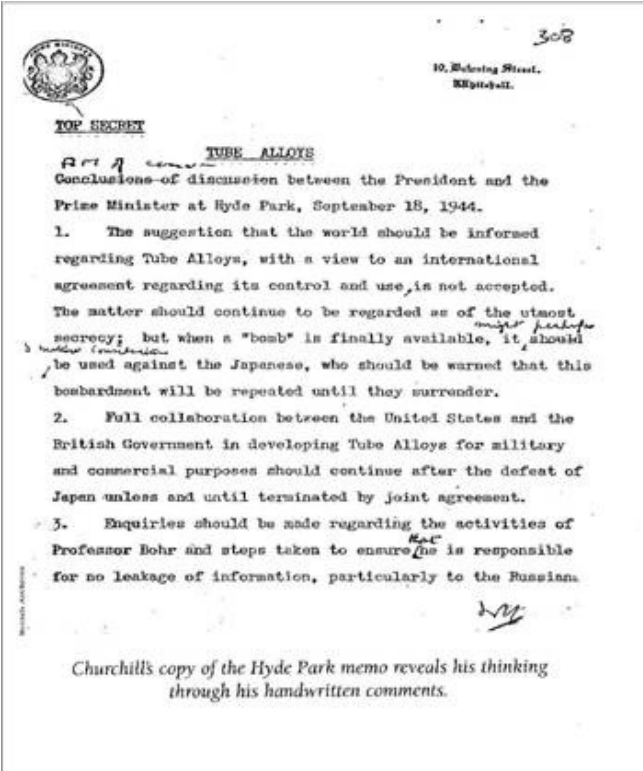 308
PRIME MINISTER
10, Downing Street,
Whitehall.
TOP SECRET
TUBE ALLOYS
of
Conclusions of discussion between the President and the
Prime Minister at Hyde Park, September 18, 1944.
1. The suggestion that the world should be informed
regarding Tube Alloys, with a view to an international
agreement regarding its control and use, is not accepted.
The matter should continue to be regarded as of the utmost
might perhaps
secrecy; but when a "bomb" is finally available, it should
mature consideration
be used against the Japanese, who should be warned that this
bombardment will be repeated until they surrender.
2. Full collaboration between the United States and the
British Government in developing Tube Alloys for military
and commercial purposes should continue after the defeat of
Japan unless and until terminated by joint agreement.
3. Enquiries should be made regarding the activities of
that
Professor Bohr and steps taken to ensure he is responsible
for no leakage of information, particularly to the Russian
Churchill's copy of the Hyde Park memo reveals his thinking
through his handwritten comments.